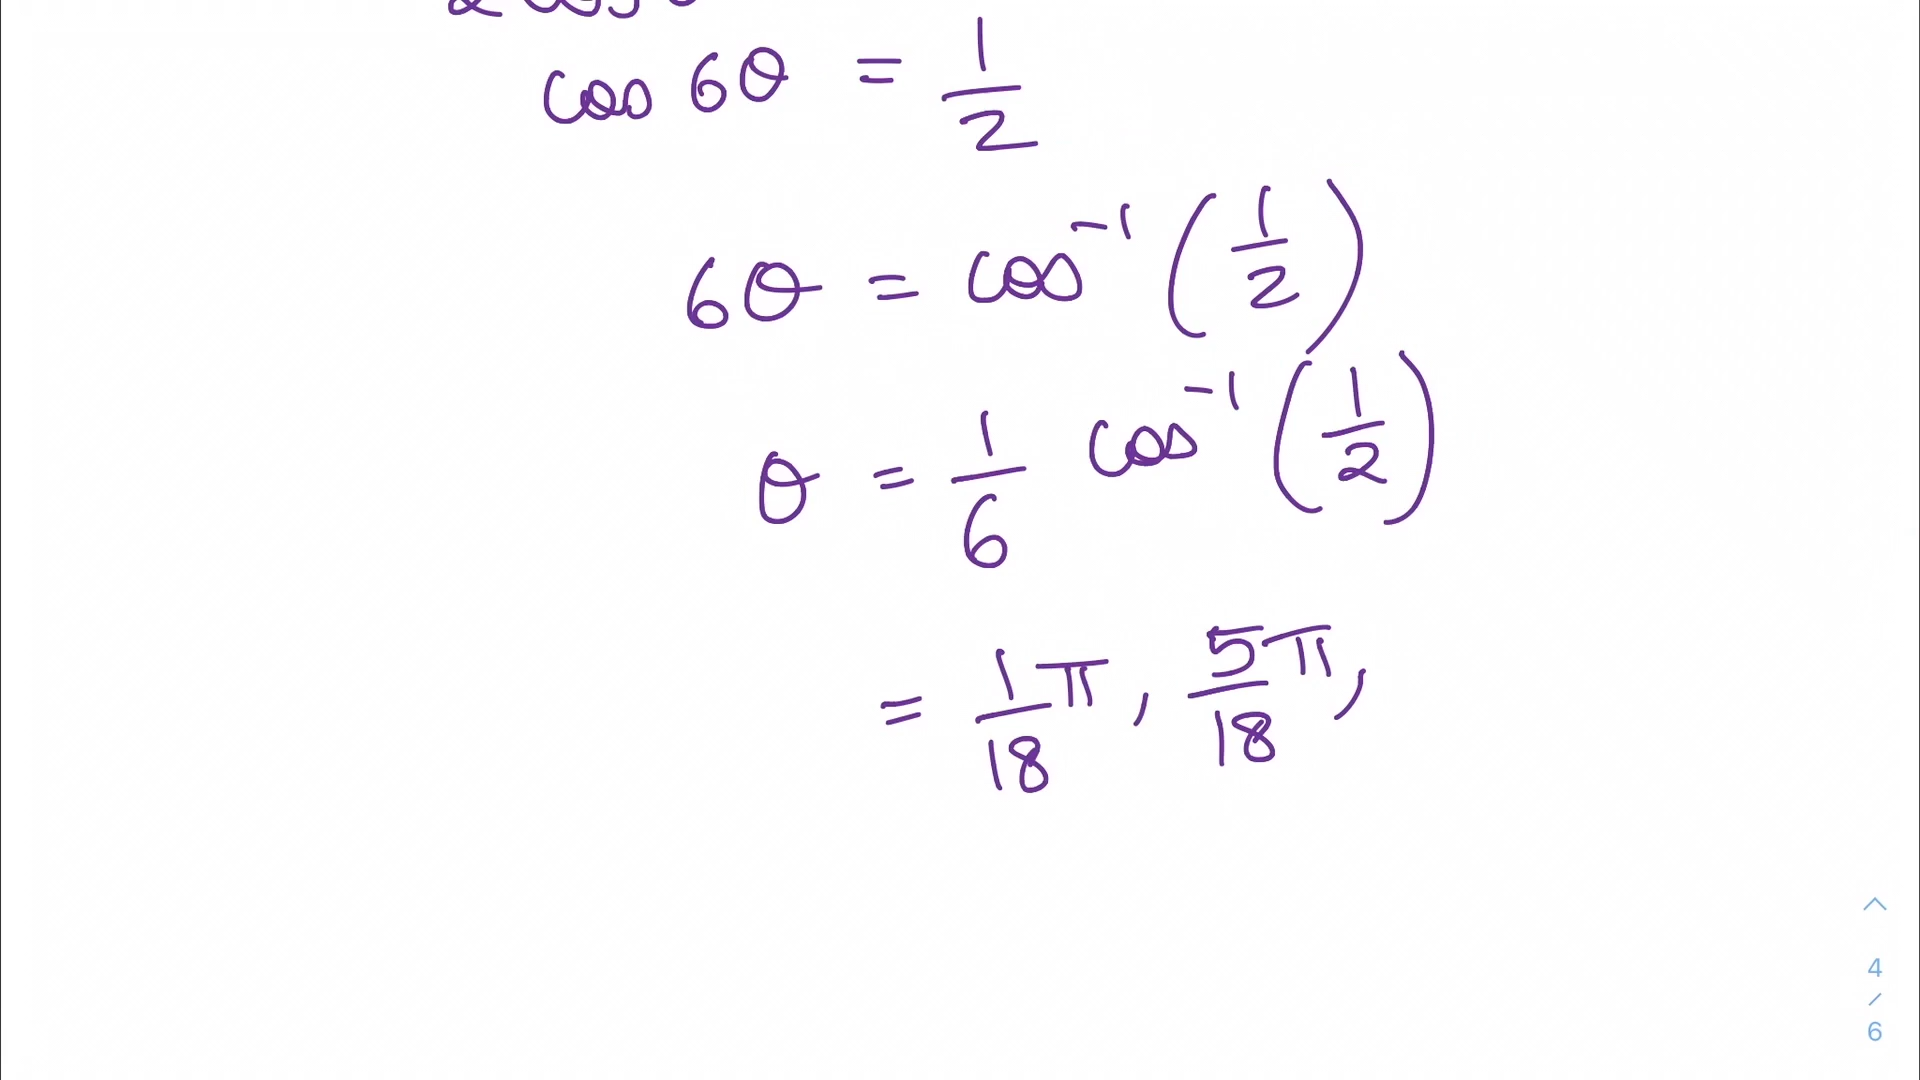 cos 6θ = 1/2
6θ = cos⁻¹ (1/2)
θ = 1/6 cos⁻¹ (1/2)
= 1/18 π, 5/18 π,
4
/
6